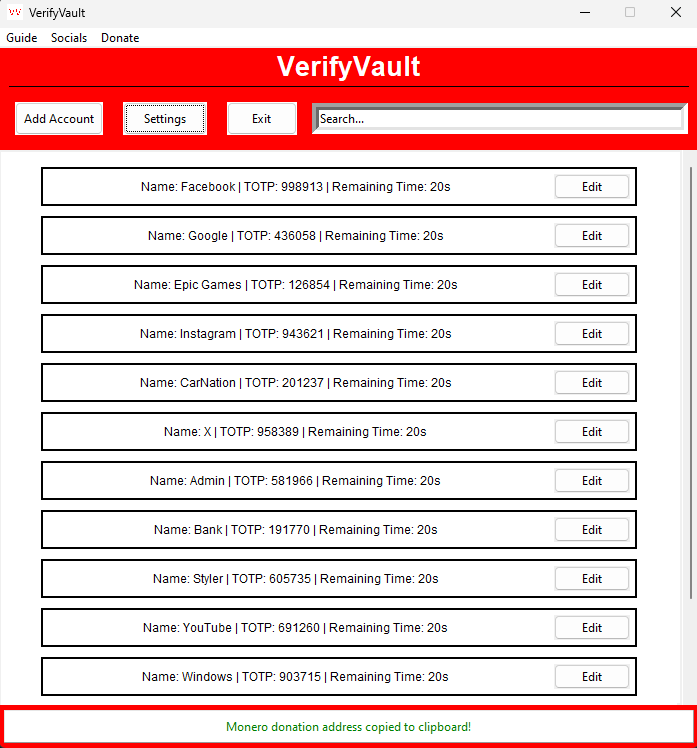 VV VerifyVault
Guide Socials Donate
VerifyVault
Add Account Settings Exit Search...
Name: Facebook | TOTP: 998913 | Remaining Time: 20s Edit
Name: Google | TOTP: 436058 | Remaining Time: 20s Edit
Name: Epic Games | TOTP: 126854 | Remaining Time: 20s Edit
Name: Instagram | TOTP: 943621 | Remaining Time: 20s Edit
Name: CarNation | TOTP: 201237 | Remaining Time: 20s Edit
Name: X | TOTP: 958389 | Remaining Time: 20s Edit
Name: Admin | TOTP: 581966 | Remaining Time: 20s Edit
Name: Bank | TOTP: 191770 | Remaining Time: 20s Edit
Name: Styler | TOTP: 605735 | Remaining Time: 20s Edit
Name: YouTube | TOTP: 691260 | Remaining Time: 20s Edit
Name: Windows | TOTP: 903715 | Remaining Time: 20s Edit
Monero donation address copied to clipboard!